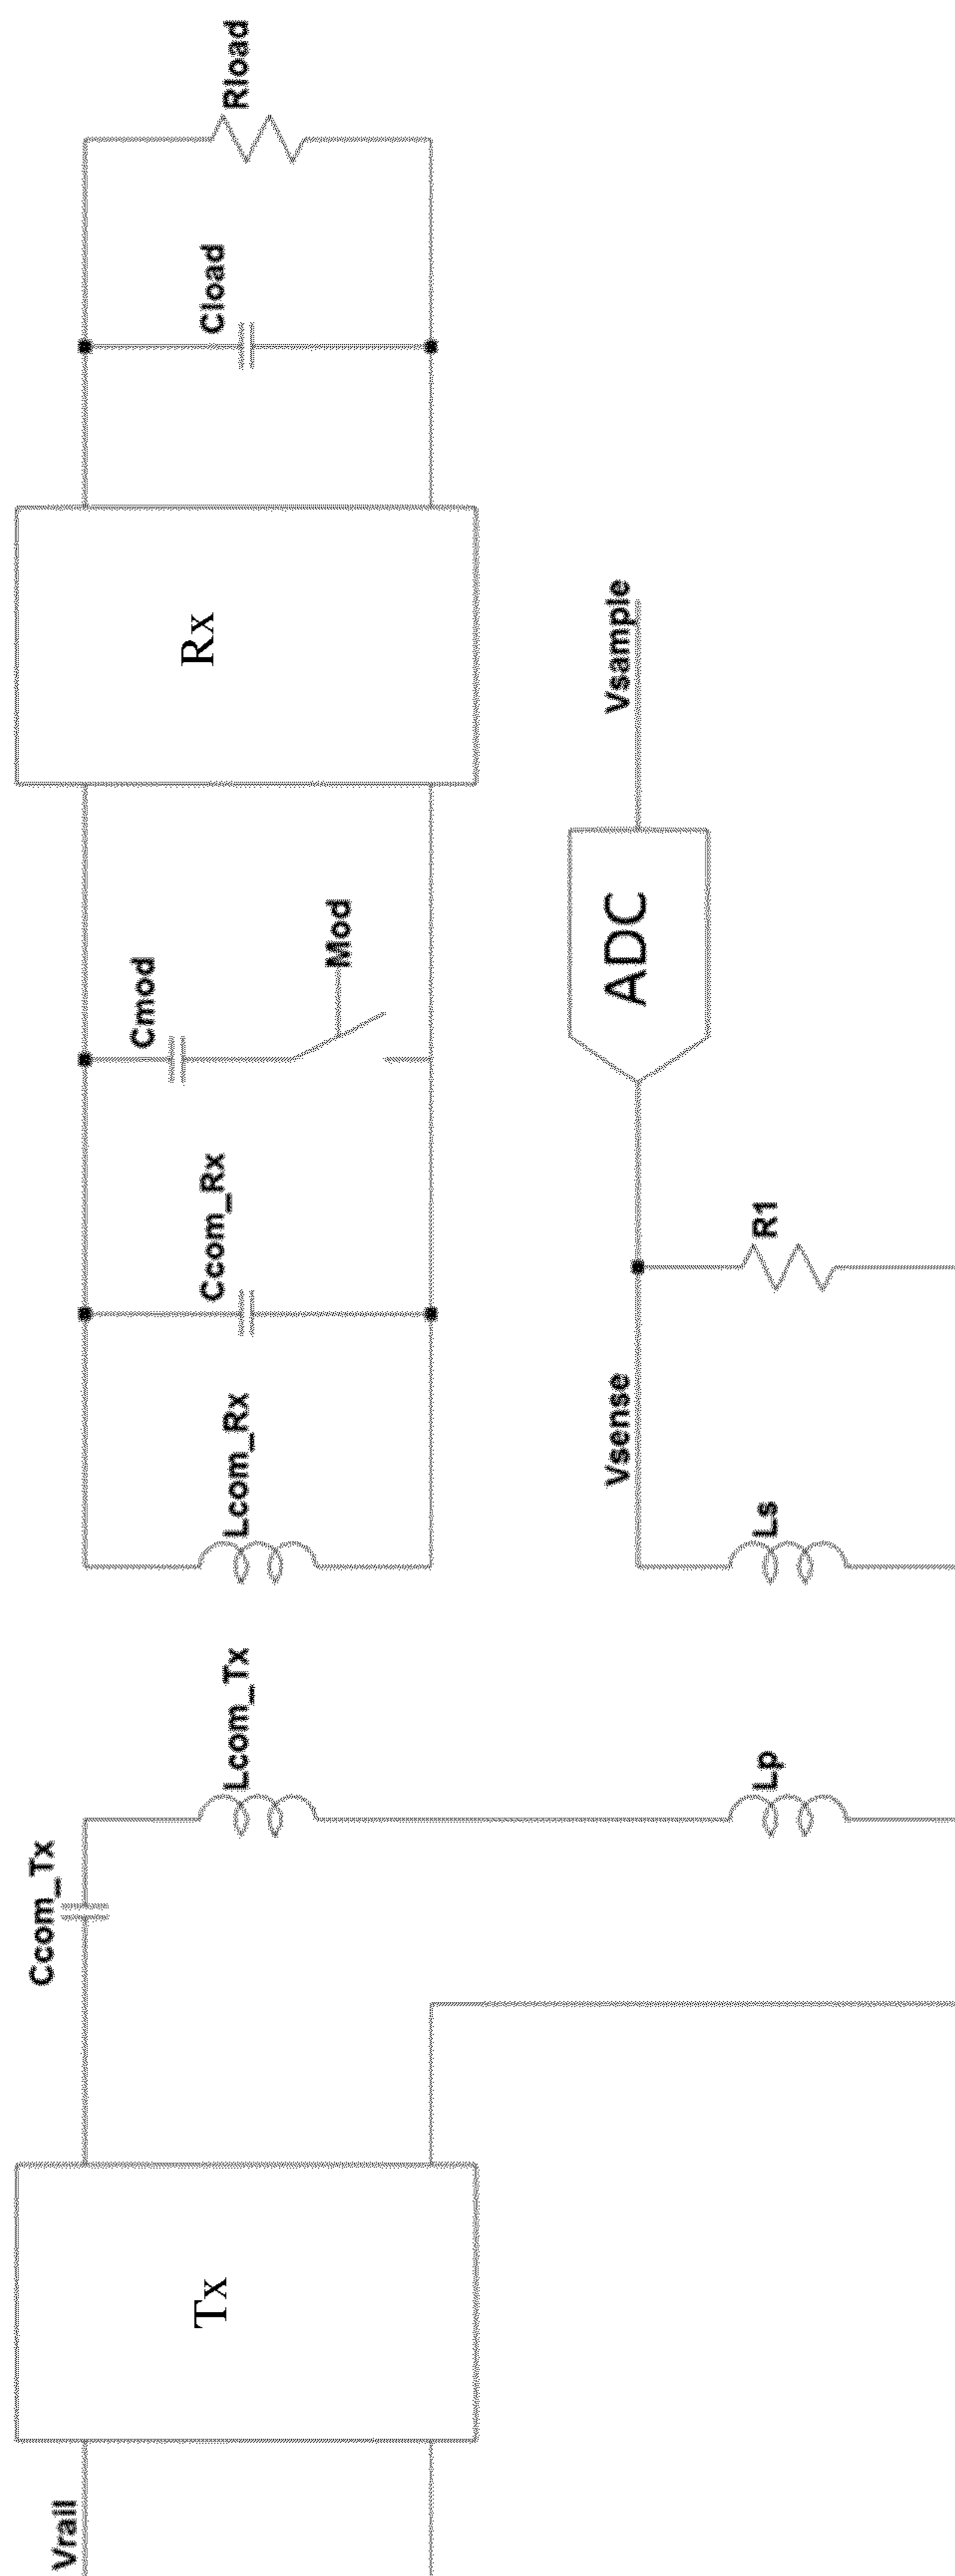 Vrail
Tx
Ccom_Tx
Lcom_Tx
Lcom_Rx
Ccom_Rx
Cmod
Mod
Rx
Cload
Rload
Lp
Ls
Vsense
R1
ADC
Vsample